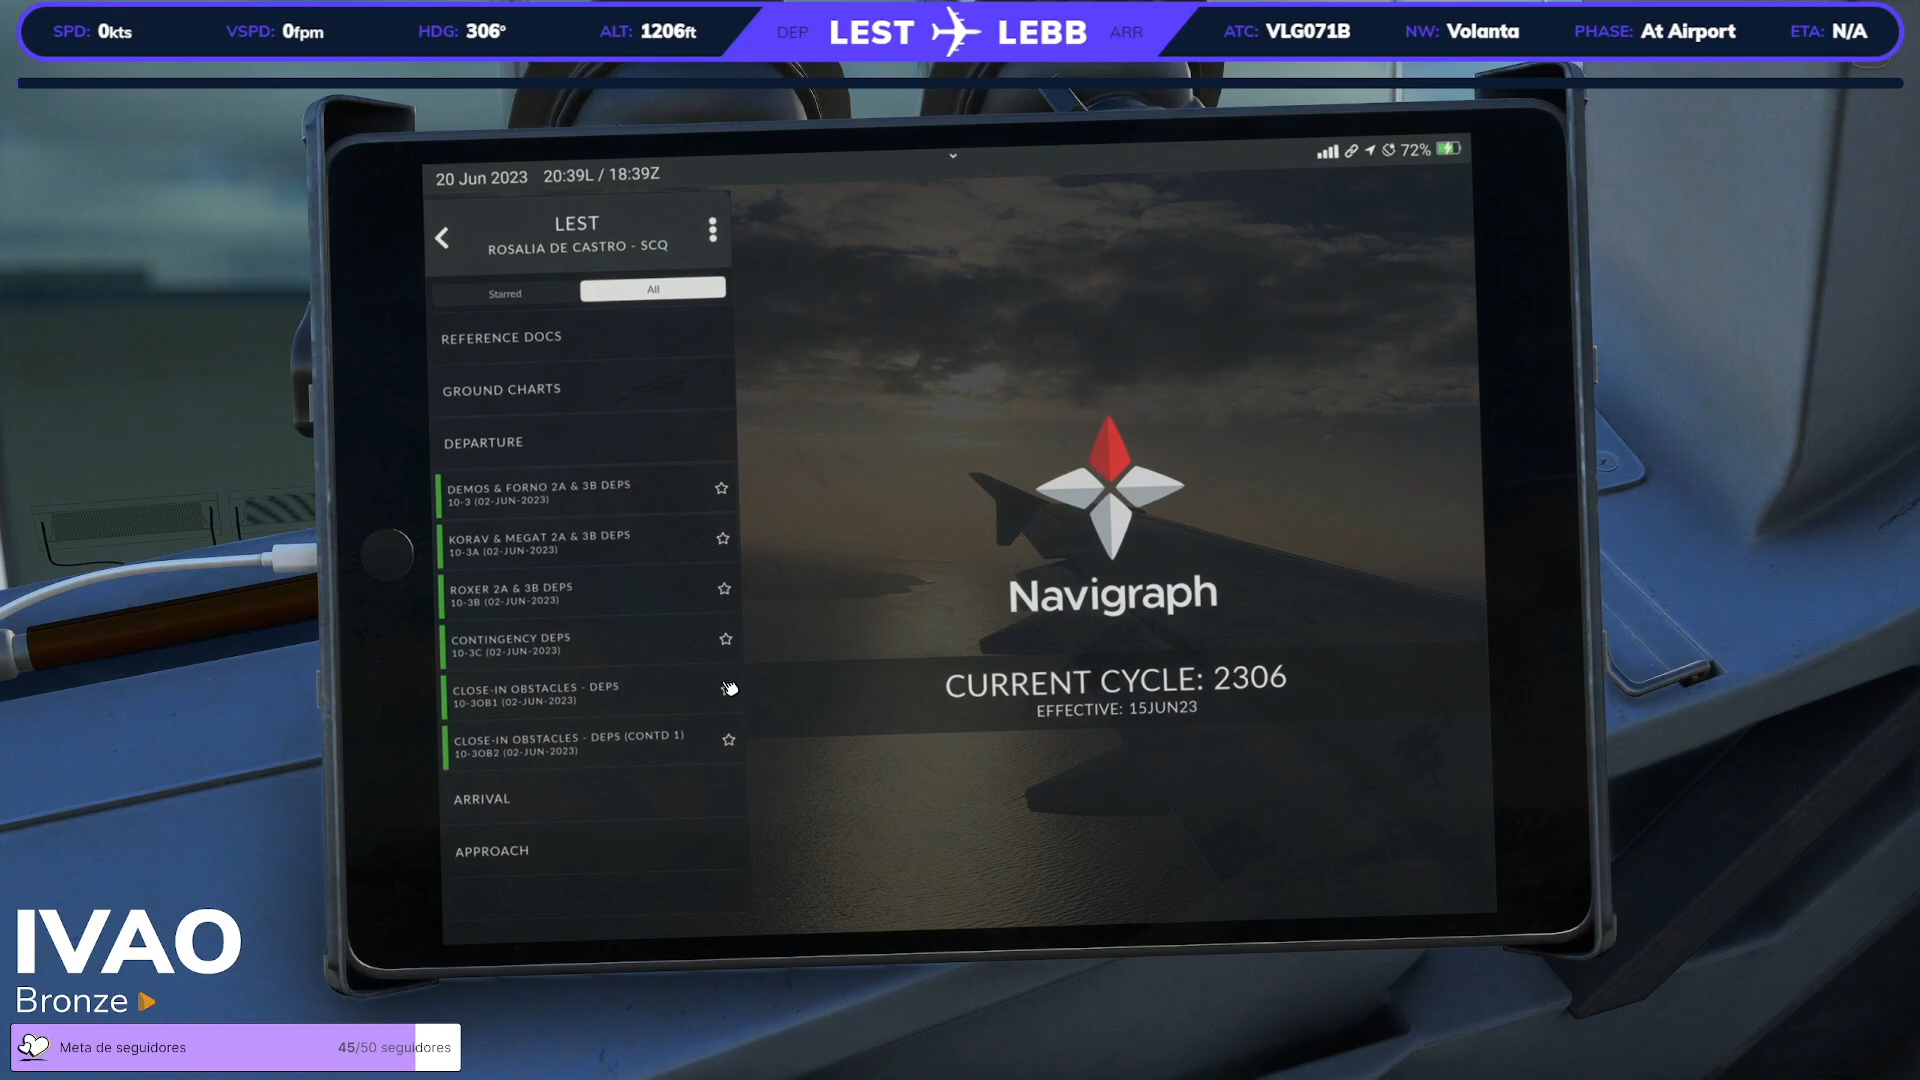 SPD: 0kts
VSPD: 0fpm
HDG: 306º
ALT: 1206ft
DEP LEST LEBB ARR
ATC: VLG071B
NW: Volanta
PHASE: At Airport
ETA: N/A
20 Jun 2023 20:39L / 18:39Z
72%
LEST
ROSALIA DE CASTRO - SCQ
Starred
All
REFERENCE DOCS
GROUND CHARTS
DEPARTURE
DEMOS & FORNO 2A & 3B DEPS
10-3 (02-JUN-2023)
KORAV & MEGAT 2A & 3B DEPS
10-3A (02-JUN-2023)
ROXER 2A & 3B DEPS
10-3B (02-JUN-2023)
CONTINGENCY DEPS
10-3C (02-JUN-2023)
CLOSE-IN OBSTACLES - DEPS
10-3OB1 (02-JUN-2023)
CLOSE-IN OBSTACLES - DEPS (CONTD 1)
10-3OB2 (02-JUN-2023)
ARRIVAL
APPROACH
Navigraph
CURRENT CYCLE: 2306
EFFECTIVE: 15JUN23
IVAO
Bronze
Meta de seguidores
45/50 seguidores